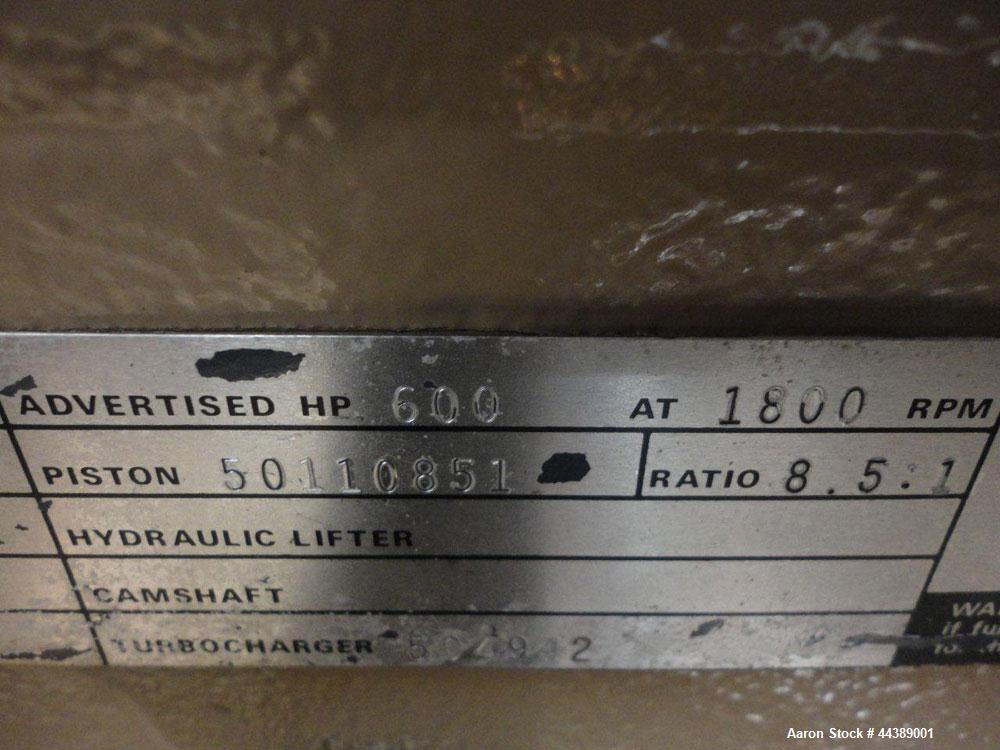 ADVERTISED HP 600 AT 1800 RPM
PISTON 50110851 RATIO 8.5:1
HYDRAULIC LIFTER
CAMSHAFT
TURBOCHARGER
if
Aaron Stock # 44389001